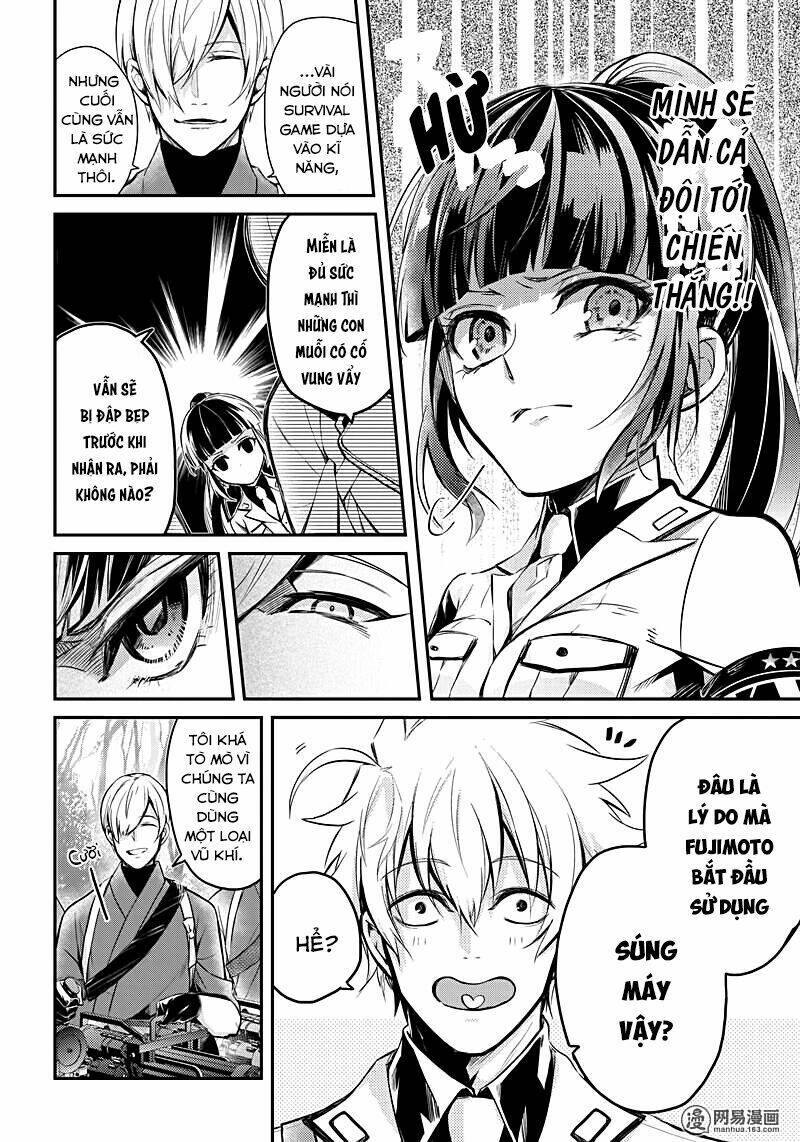 MÌNH SẼ
DẪN CẢ
ĐỘI TỚI
CHIẾN
THẮNG!!
HỪ
...VÀI
NGƯỜI NÓI
SURVIVAL
GAME DỰA
VÀO KĨ
NĂNG,
NHƯNG
CUỐI
CÙNG VẪN
LÀ SỨC
MẠNH
THÔI.
MIỄN LÀ
ĐỦ SỨC
MẠNH THÌ
NHỮNG CON
MUỖI CÓ CỐ
VUNG VẨY
VẪN SẼ
BỊ ĐẬP BẸP
TRƯỚC KHI
NHẬN RA, PHẢI
KHÔNG NÀO?
ĐÂU LÀ
LÝ DO MÀ
FUJIMOTO
BẮT ĐẦU
SỬ DỤNG
SÚNG
MÁY
VẬY?
HỂ?
TÔI KHÁ
TÒ MÒ VÌ
CHÚNG TA
CÙNG
DÙNG
MỘT LOẠI
VŨ KHÍ.
Cười
漫 网易漫画
manhua.163.com